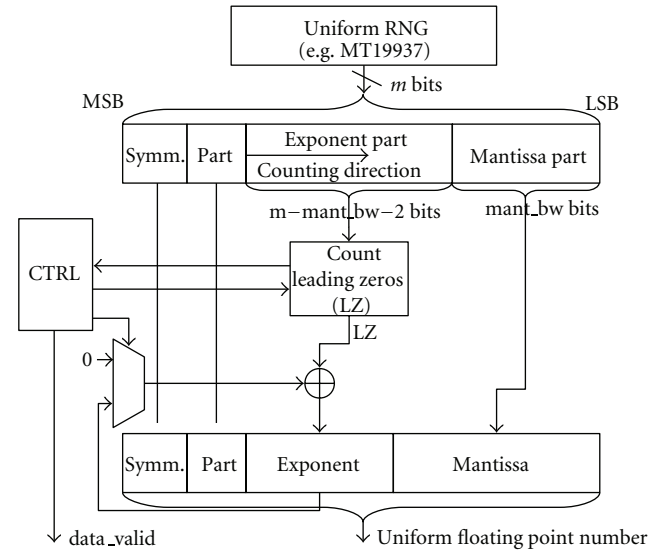 Uniform RNG
(e.g. MT19937)
m bits
MSB
LSB
Symm.
Part
Exponent part
Counting direction
Mantissa part
m−mant_bw−2 bits
mant_bw bits
CTRL
Count
leading zeros
(LZ)
LZ
0
Symm.
Part
Exponent
Mantissa
data_valid
Uniform floating point number